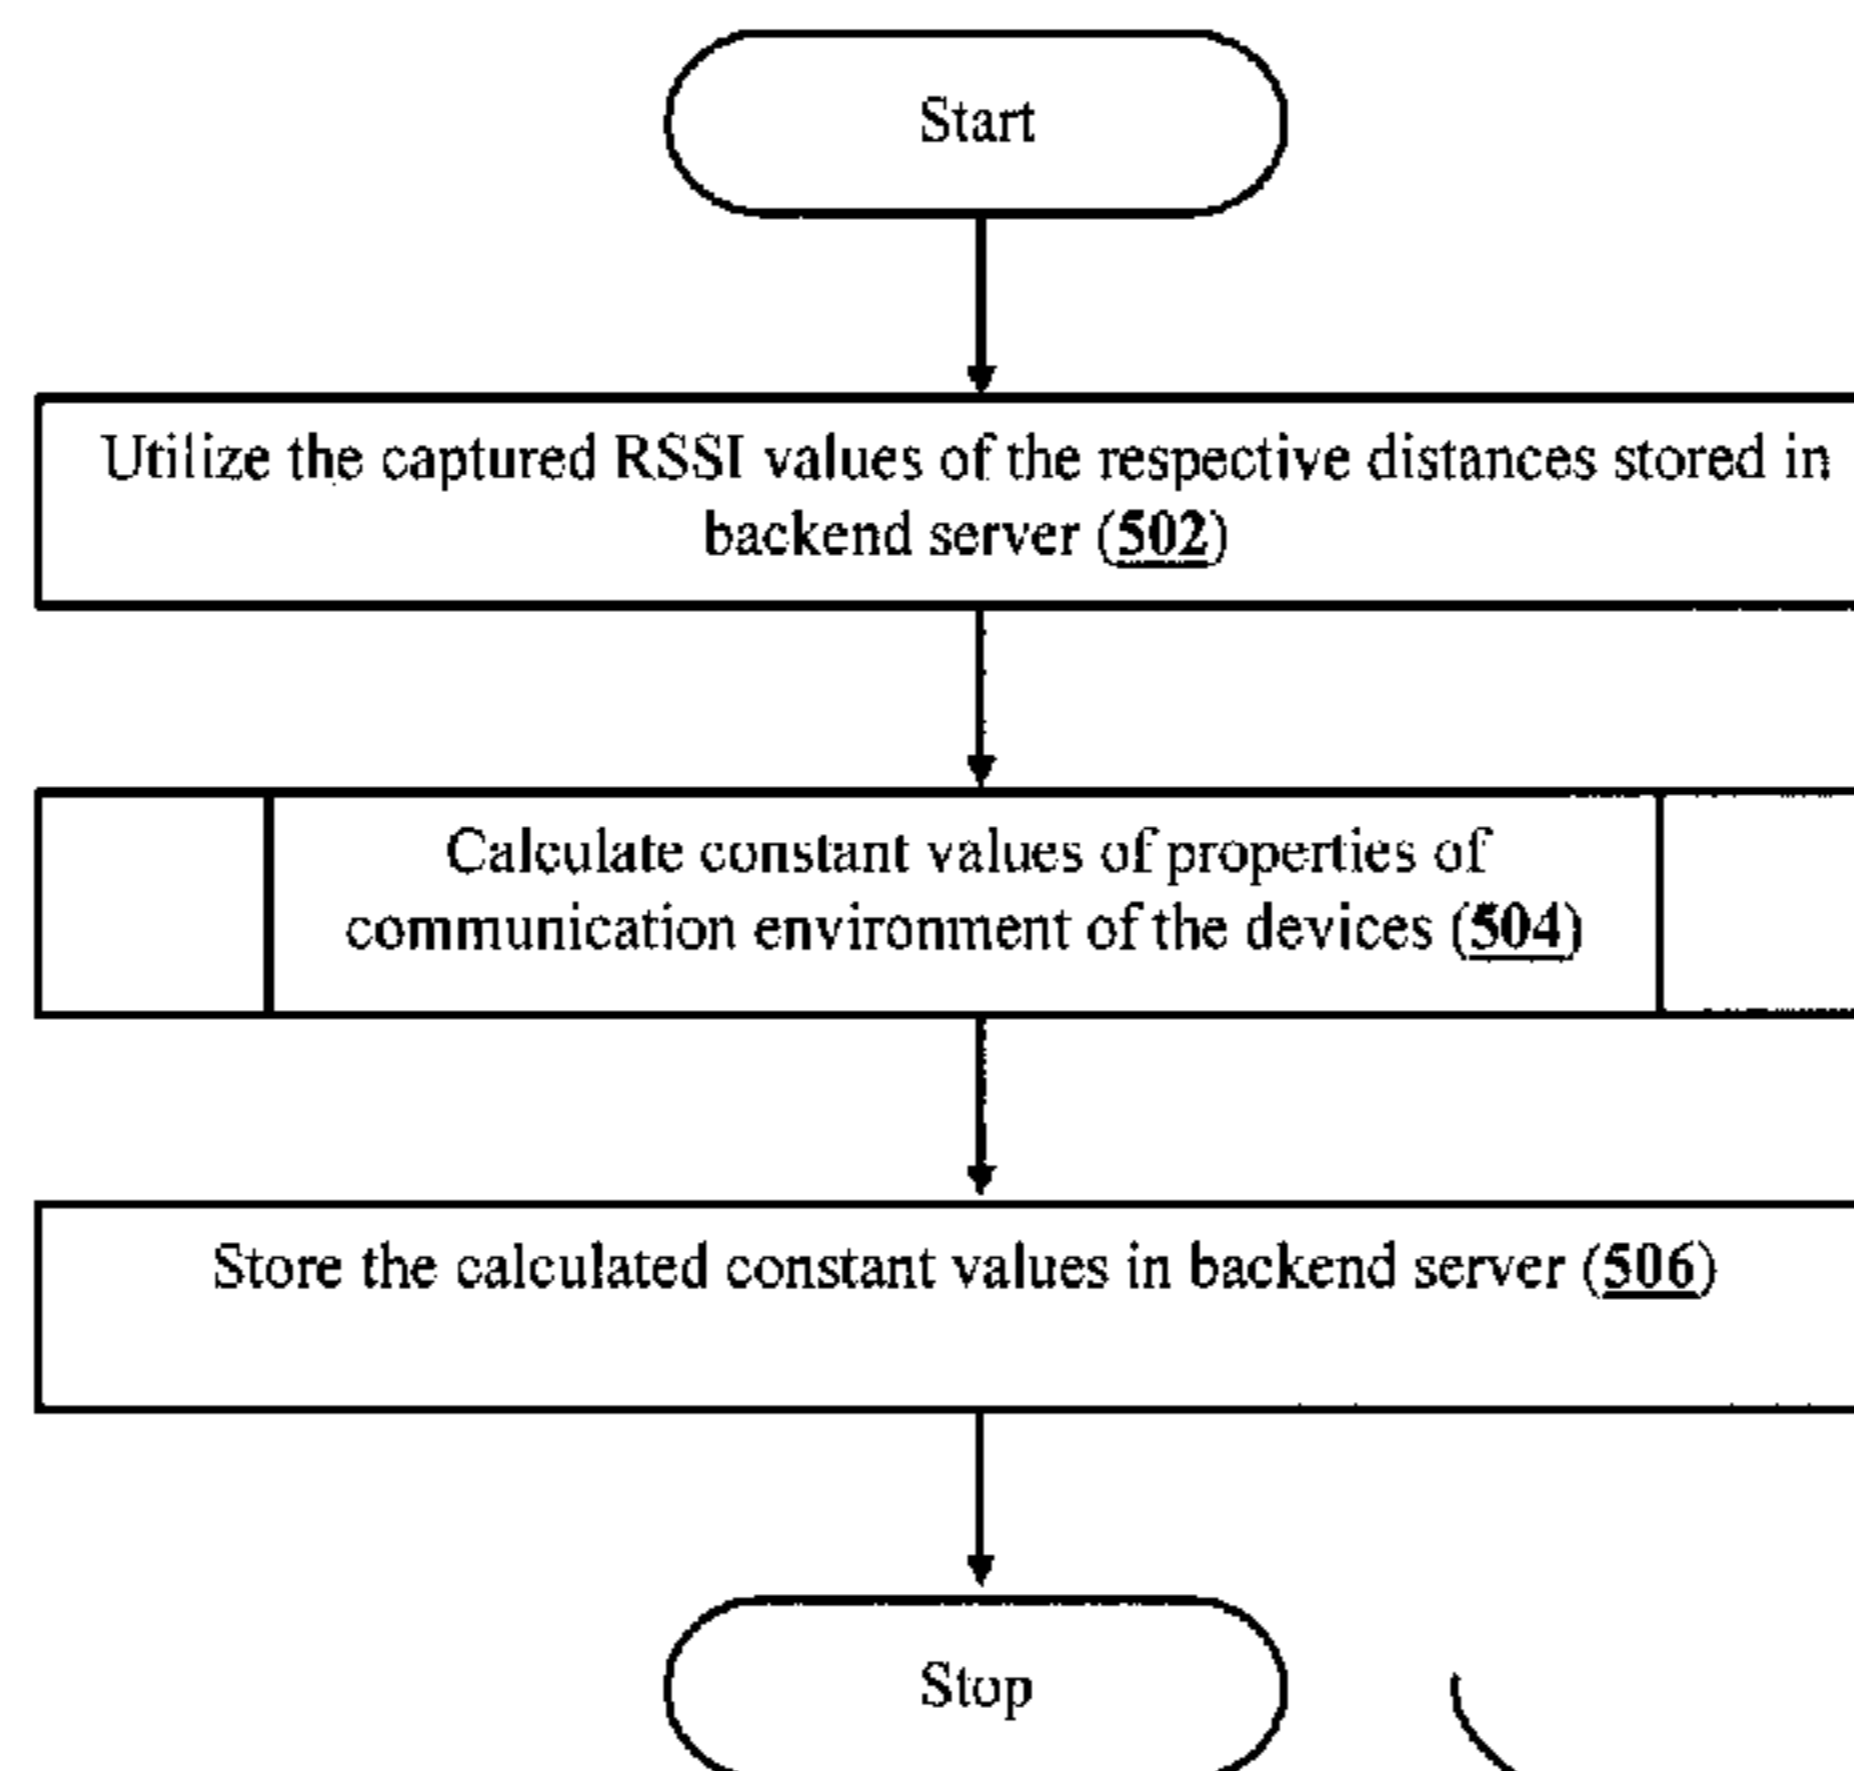 Start
Utilize the captured RSSI values of the respective distances stored in
backend server (502)
Calculate constant values of properties of
communication environment of the devices (504)
Store the calculated constant values in backend server (506)
Stop